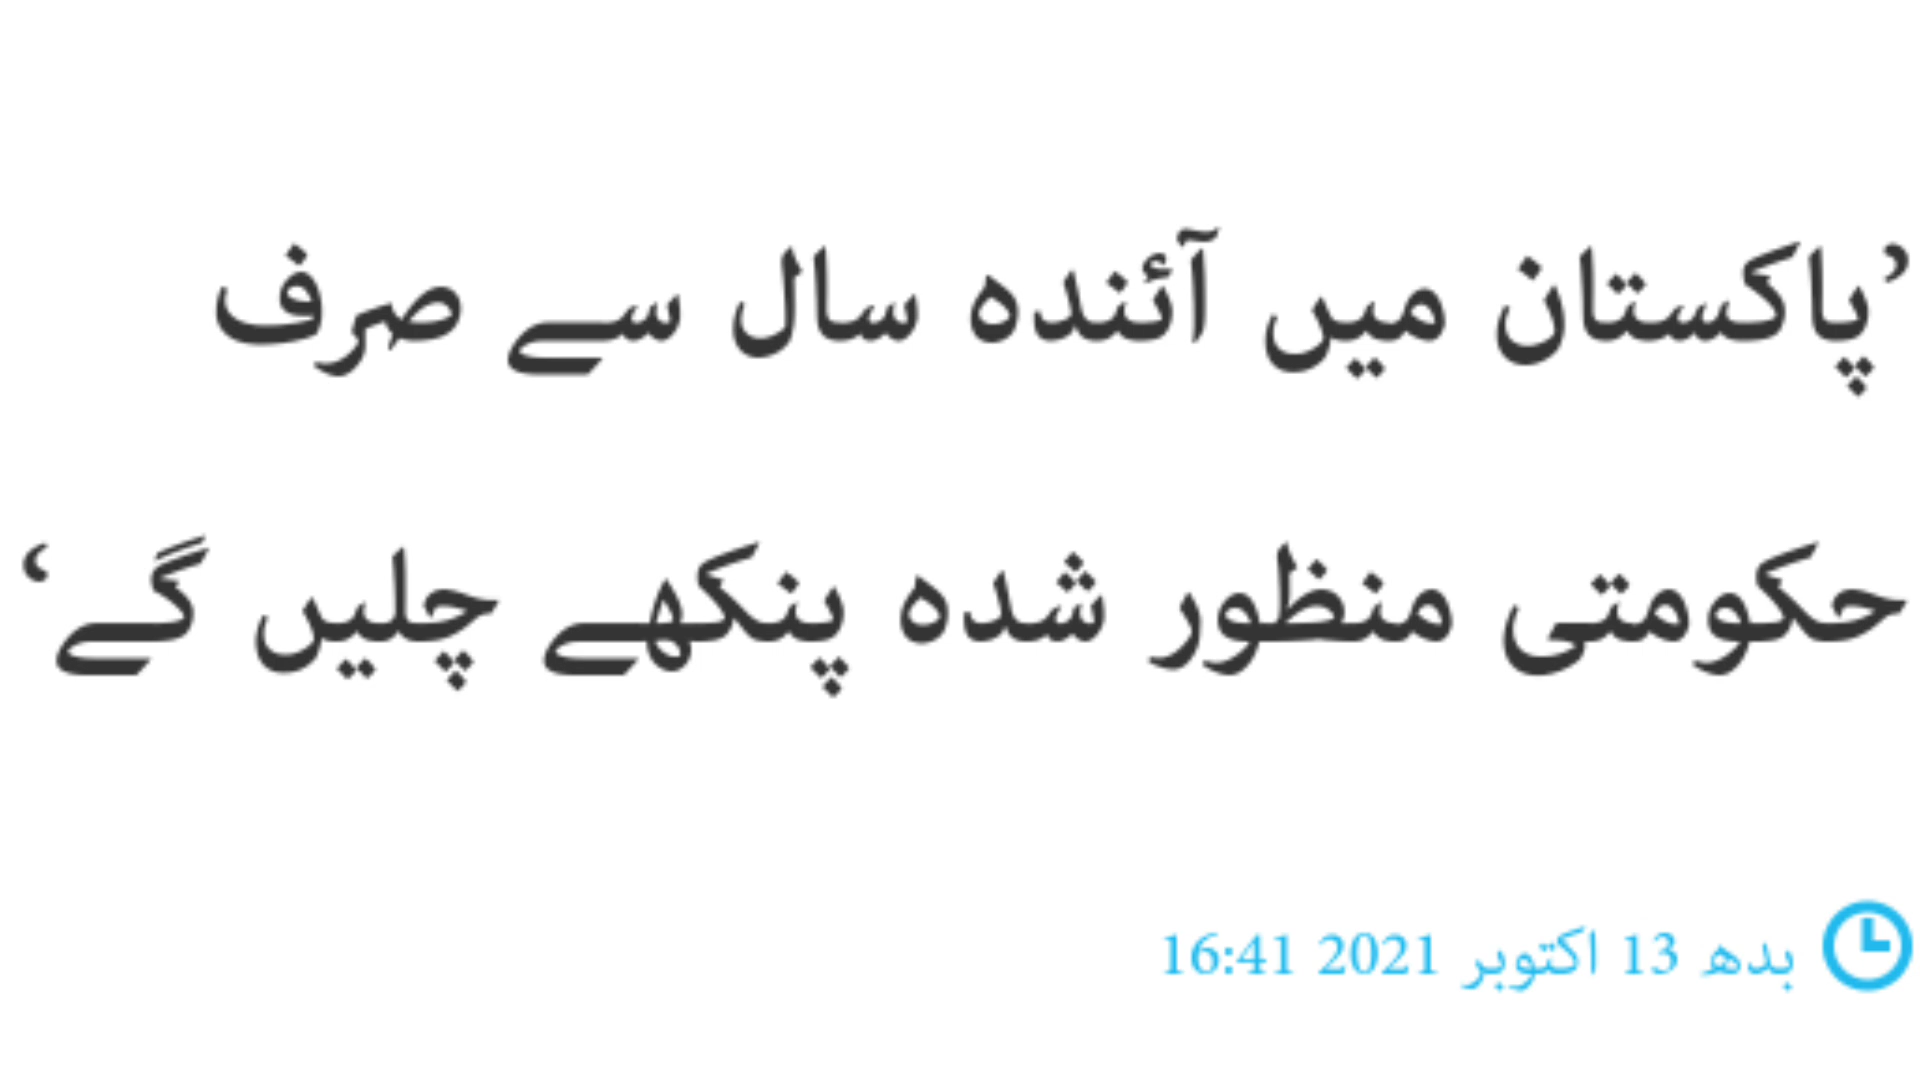 ’پاکستان میں آئندہ سال سے صرف
حکومتی منظور شدہ پنکھے چلیں گے‘
بدھ 13 اکتوبر 2021 16:41